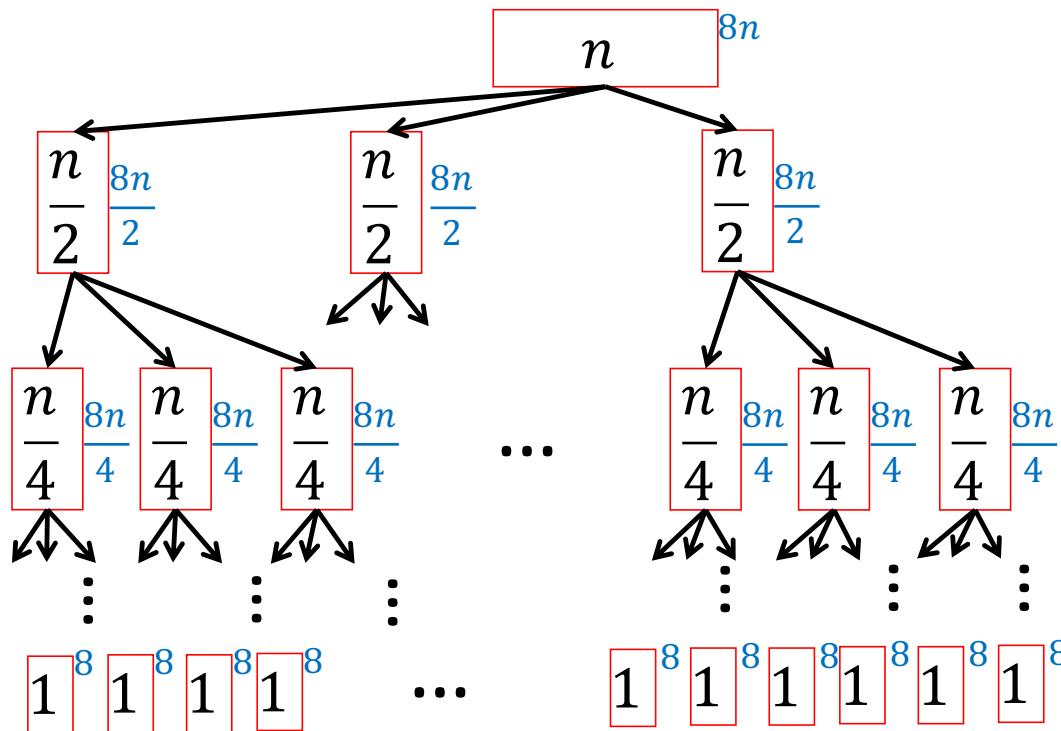 n 8n
n/2 8n/2 n/2 8n/2 n/2 8n/2
n/4 8n/4 n/4 8n/4 n/4 8n/4 … n/4 8n/4 n/4 8n/4 n/4 8n/4
⋮ ⋮ ⋮ ⋮ ⋮ ⋮
1 8 1 8 1 8 1 8 … 1 8 1 8 1 8 1 8 1 8 1 8